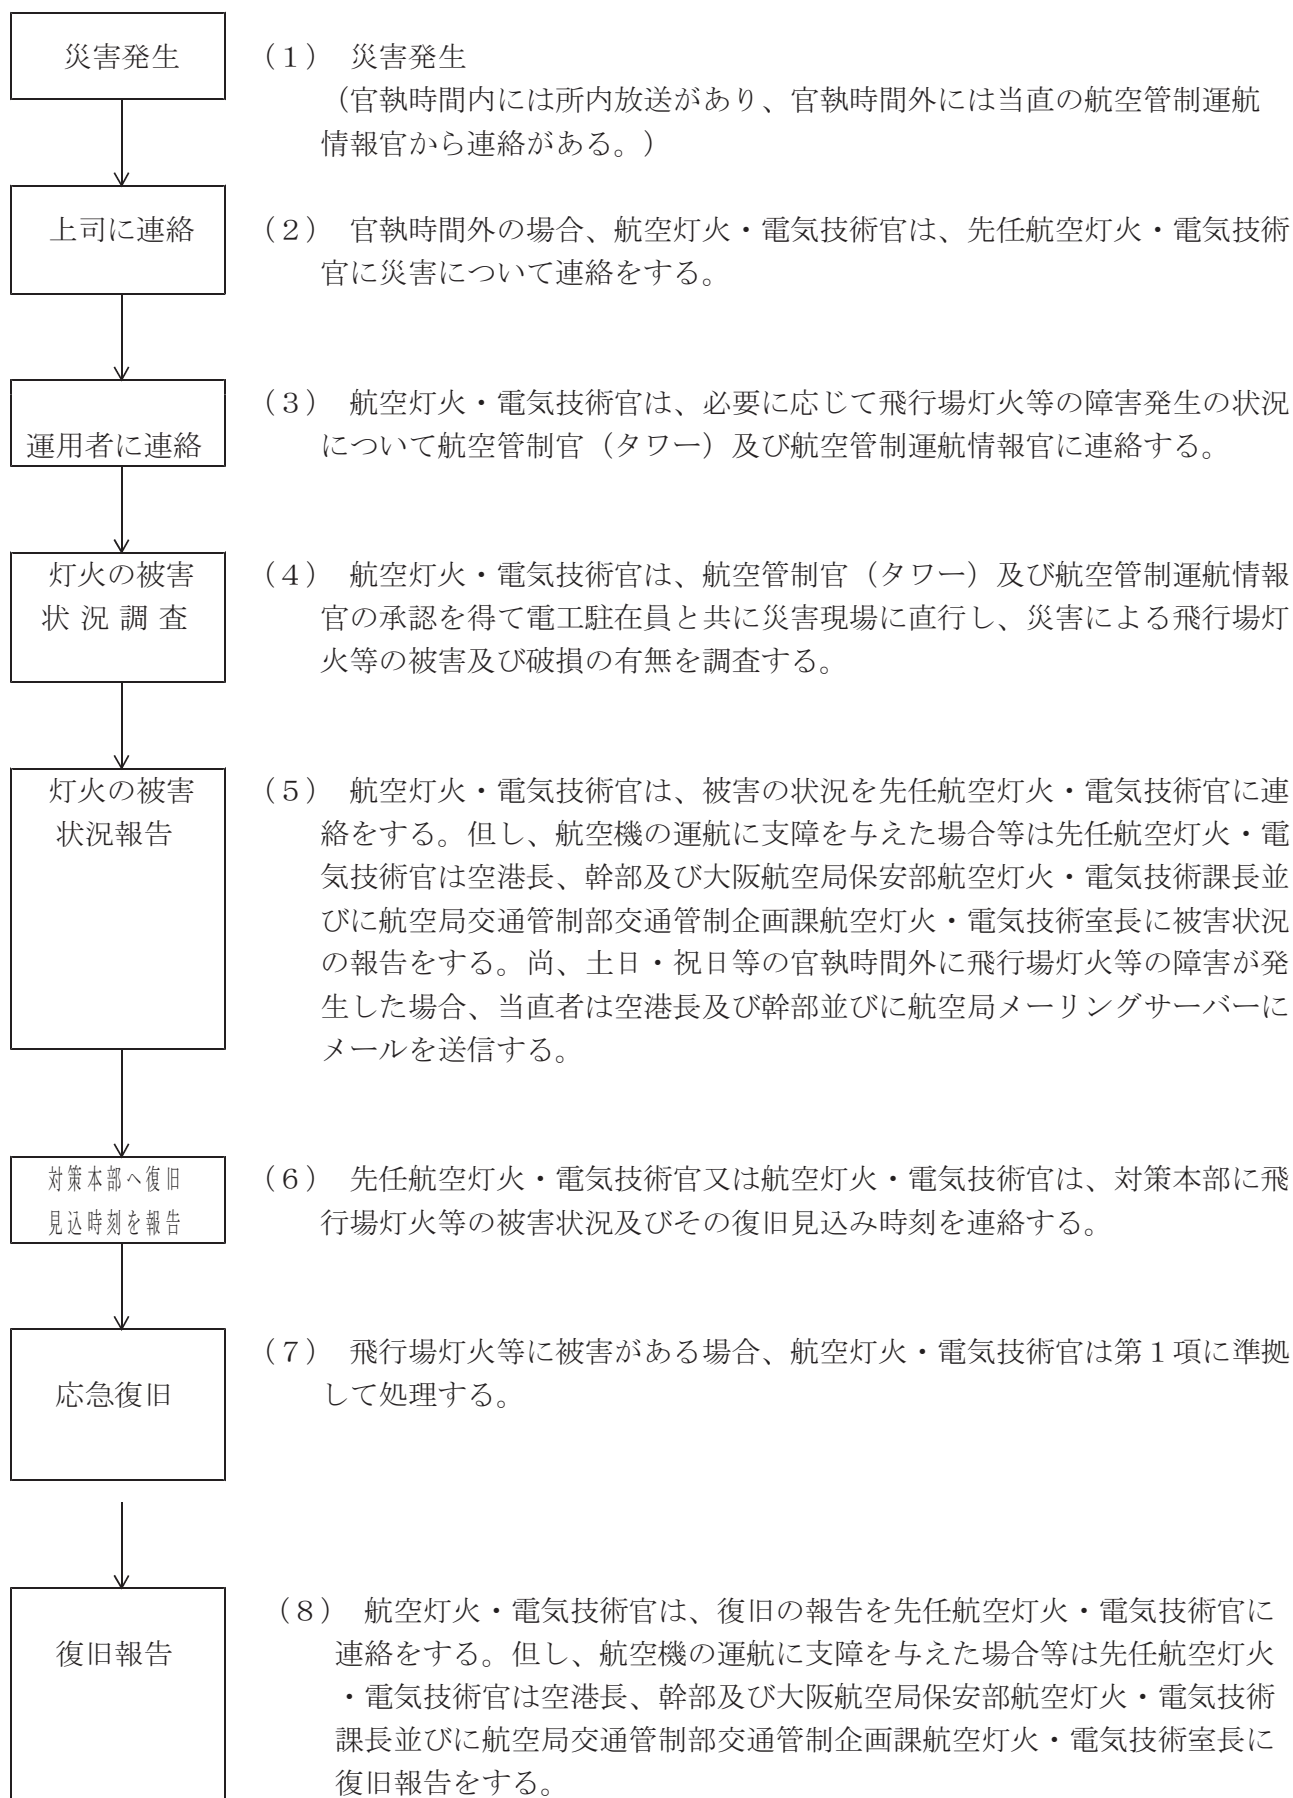 災害発生
（１） 災害発生
（官執時間内には所内放送があり、官執時間外には当直の航空管制運航
情報官から連絡がある。）
上司に連絡
（２） 官執時間外の場合、航空灯火・電気技術官は、先任航空灯火・電気技術
官に災害について連絡をする。
運用者に連絡
（３） 航空灯火・電気技術官は、必要に応じて飛行場灯火等の障害発生の状況
について航空管制官（タワー）及び航空管制運航情報官に連絡する。
灯火の被害
状 況 調 査
（４） 航空灯火・電気技術官は、航空管制官（タワー）及び航空管制運航情報
官の承認を得て電工駐在員と共に災害現場に直行し、災害による飛行場灯
火等の被害及び破損の有無を調査する。
灯火の被害
状況報告
（５） 航空灯火・電気技術官は、被害の状況を先任航空灯火・電気技術官に連
絡をする。但し、航空機の運航に支障を与えた場合等は先任航空灯火・電
気技術官は空港長、幹部及び大阪航空局保安部航空灯火・電気技術課長並
びに航空局交通管制部交通管制企画課航空灯火・電気技術室長に被害状況
の報告をする。尚、土日・祝日等の官執時間外に飛行場灯火等の障害が発
生した場合、当直者は空港長及び幹部並びに航空局メーリングサーバーに
メールを送信する。
対策本部へ復旧
見込時刻を報告
（６） 先任航空灯火・電気技術官又は航空灯火・電気技術官は、対策本部に飛
行場灯火等の被害状況及びその復旧見込み時刻を連絡する。
応急復旧
（７） 飛行場灯火等に被害がある場合、航空灯火・電気技術官は第１項に準拠
して処理する。
復旧報告
（８） 航空灯火・電気技術官は、復旧の報告を先任航空灯火・電気技術官に
連絡をする。但し、航空機の運航に支障を与えた場合等は先任航空灯火
・電気技術官は空港長、幹部及び大阪航空局保安部航空灯火・電気技術
課長並びに航空局交通管制部交通管制企画課航空灯火・電気技術室長に
復旧報告をする。